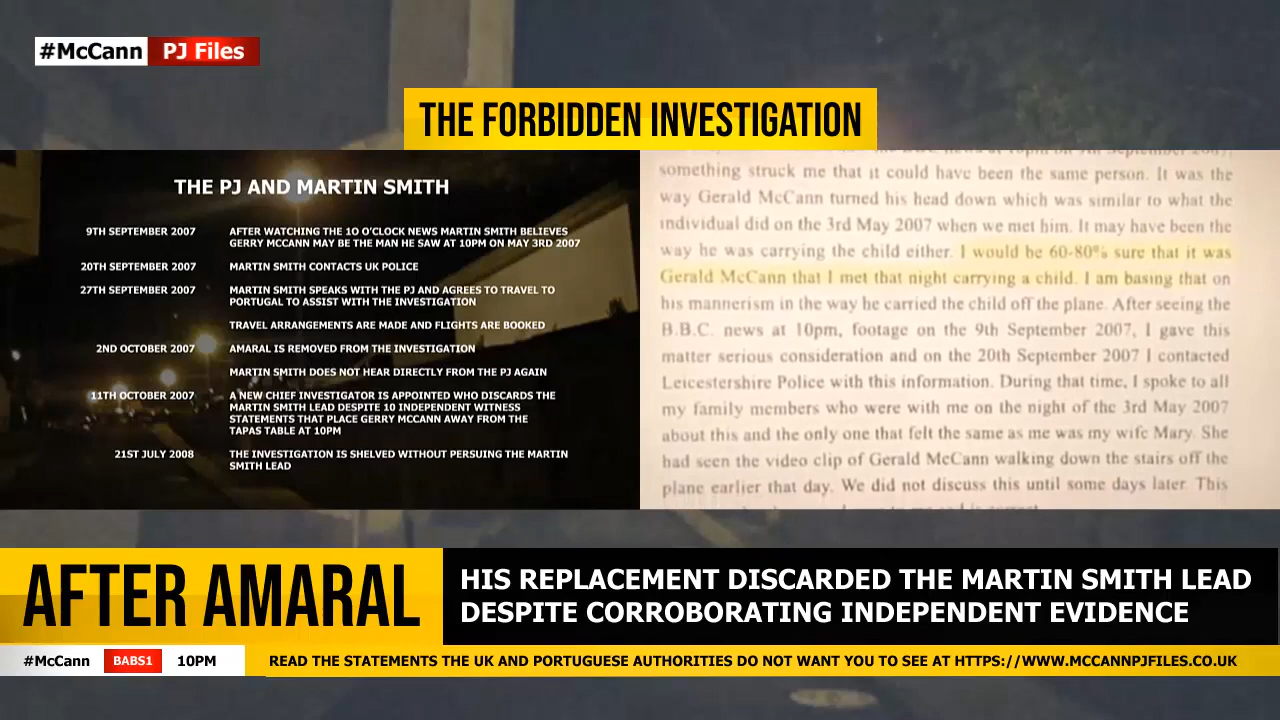 #McCann PJ Files
THE FORBIDDEN INVESTIGATION
THE PJ AND MARTIN SMITH
9TH SEPTEMBER 2007 AFTER WATCHING THE 10 O'CLOCK NEWS MARTIN SMITH BELIEVES
GERRY MCCANN MAY BE THE MAN HE SAW AT 10PM ON MAY 3RD 2007
20TH SEPTEMBER 2007 MARTIN SMITH CONTACTS UK POLICE
27TH SEPTEMBER 2007 MARTIN SMITH SPEAKS WITH THE PJ AND AGREES TO TRAVEL TO
PORTUGAL TO ASSIST WITH THE INVESTIGATION
TRAVEL ARRANGEMENTS ARE MADE AND FLIGHTS ARE BOOKED
2ND OCTOBER 2007 AMARAL IS REMOVED FROM THE INVESTIGATION
MARTIN SMITH DOES NOT HEAR DIRECTLY FROM THE PJ AGAIN
11TH OCTOBER 2007 A NEW CHIEF INVESTIGATOR IS APPOINTED WHO DISCARDS THE
MARTIN SMITH LEAD DESPITE 10 INDEPENDENT WITNESS
STATEMENTS THAT PLACE GERRY MCCANN AWAY FROM THE
TAPAS TABLE AT 10PM
21ST JULY 2008 THE INVESTIGATION IS SHELVED WITHOUT PERSUING THE MARTIN
SMITH LEAD
something struck me that it could have been the same person. It was the
way Gerald McCann turned his head down which was similar to what the
individual did on the 3rd May 2007 when we met him. It may have been the
way he was carrying the child either. I would be 60-80% sure that it was
Gerald McCann that I met that night carrying a child. I am basing that on
his mannerism in the way he carried the child off the plane. After seeing the
B.B.C. news at 10pm, footage on the 9th September 2007, I gave this
matter serious consideration and on the 20th September 2007 I contacted
Leicestershire Police with this information. During that time, I spoke to all
my family members who were with me on the night of the 3rd May 2007
about this and the only one that felt the same as me was my wife Mary. She
had seen the video clip of Gerald McCann walking down the stairs off the
plane earlier that day. We did not discuss this until some days later. This
AFTER AMARAL
HIS REPLACEMENT DISCARDED THE MARTIN SMITH LEAD
DESPITE CORROBORATING INDEPENDENT EVIDENCE
#McCann BABS1 10PM READ THE STATEMENTS THE UK AND PORTUGUESE AUTHORITIES DO NOT WANT YOU TO SEE AT HTTPS://WWW.MCCANNPJFILES.CO.UK